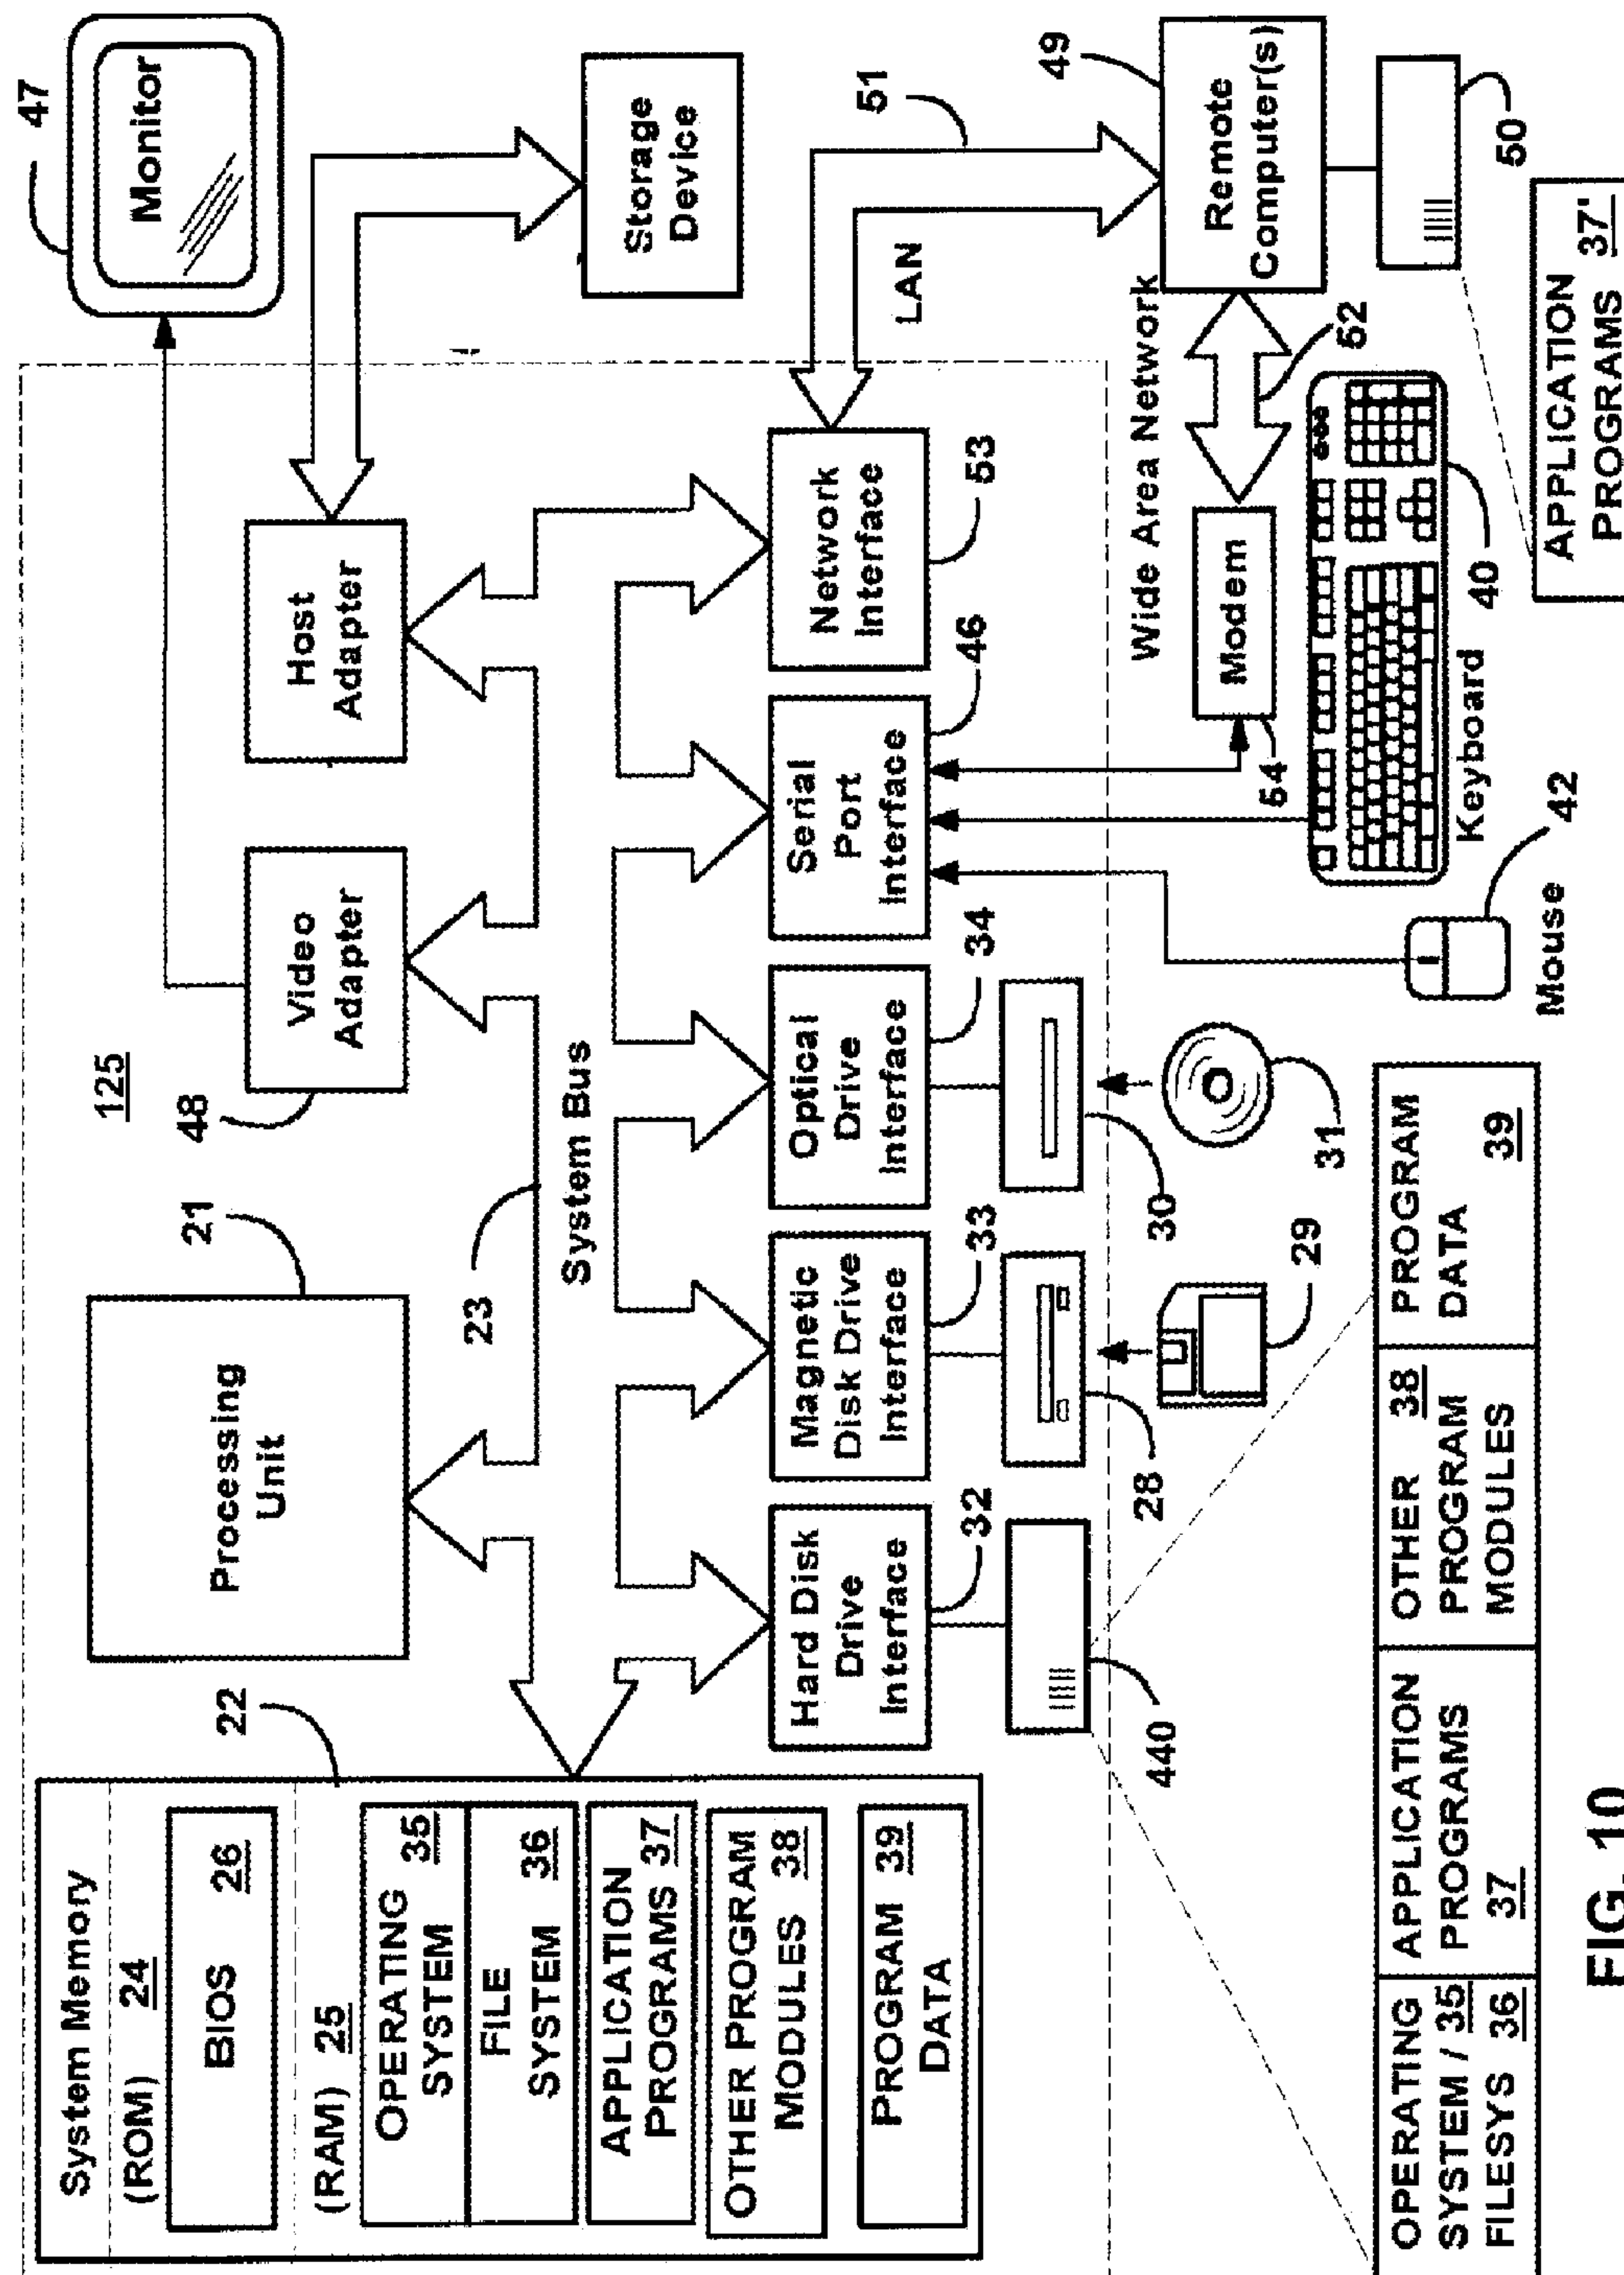 125
System Memory
(ROM) 24
BIOS 26
(RAM) 25
22
OPERATING
SYSTEM 35
FILE
SYSTEM 36
APPLICATION
PROGRAMS 37
OTHER PROGRAM
MODULES 38
PROGRAM 39
DATA
Processing
Unit
21
Video
Adapter
48
Host
Adapter
Monitor
47
Storage
Device
23
System Bus
Hard Disk
Drive
Interface
32
Magnetic
Disk Drive
Interface
33
Optical
Drive
Interface
34
Serial
Port
Interface
46
Network
Interface
53
LAN
51
440
28
29
30
31
Wide Area Network
Modem
54
52
Remote
Computer(s)
49
50
Keyboard
40
Mouse
42
OPERATING
SYSTEM / 35
FILESYS 36
APPLICATION
PROGRAMS
37
OTHER 38
PROGRAM
MODULES
PROGRAM
DATA
39
APPLICATION
PROGRAMS 37'
FIG. 10